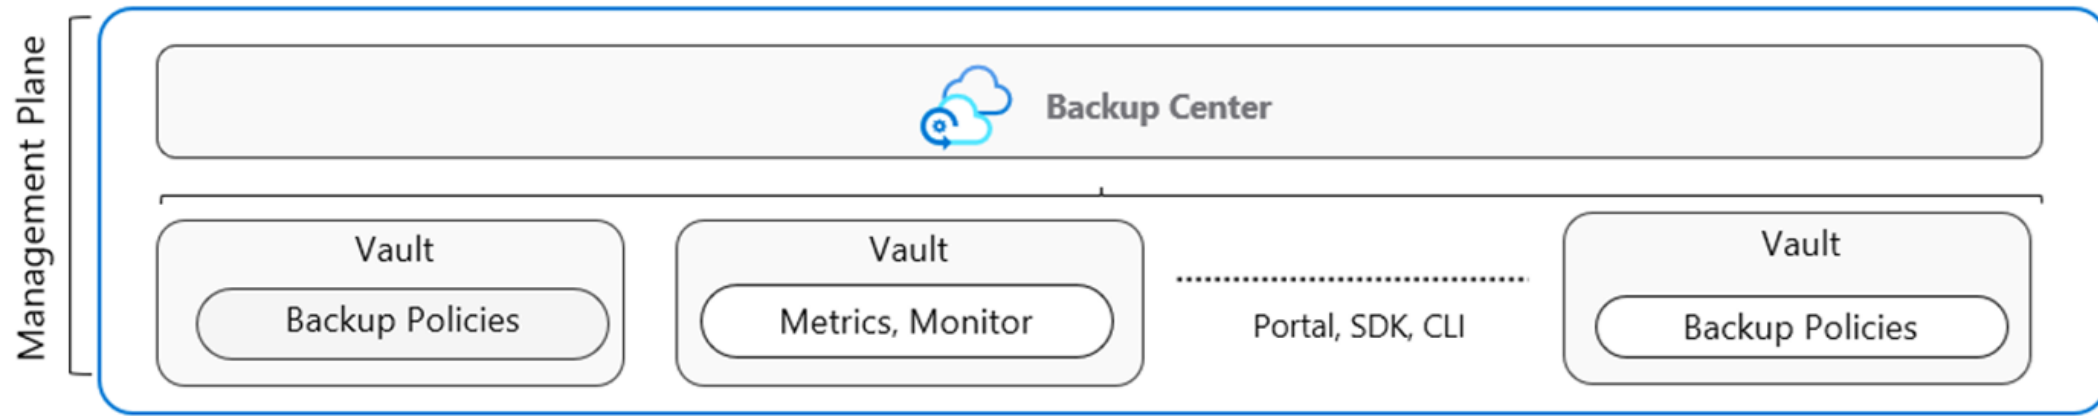 Management Plane
Backup Center
Vault
Backup Policies
Vault
Metrics, Monitor
Portal, SDK, CLI
Vault
Backup Policies